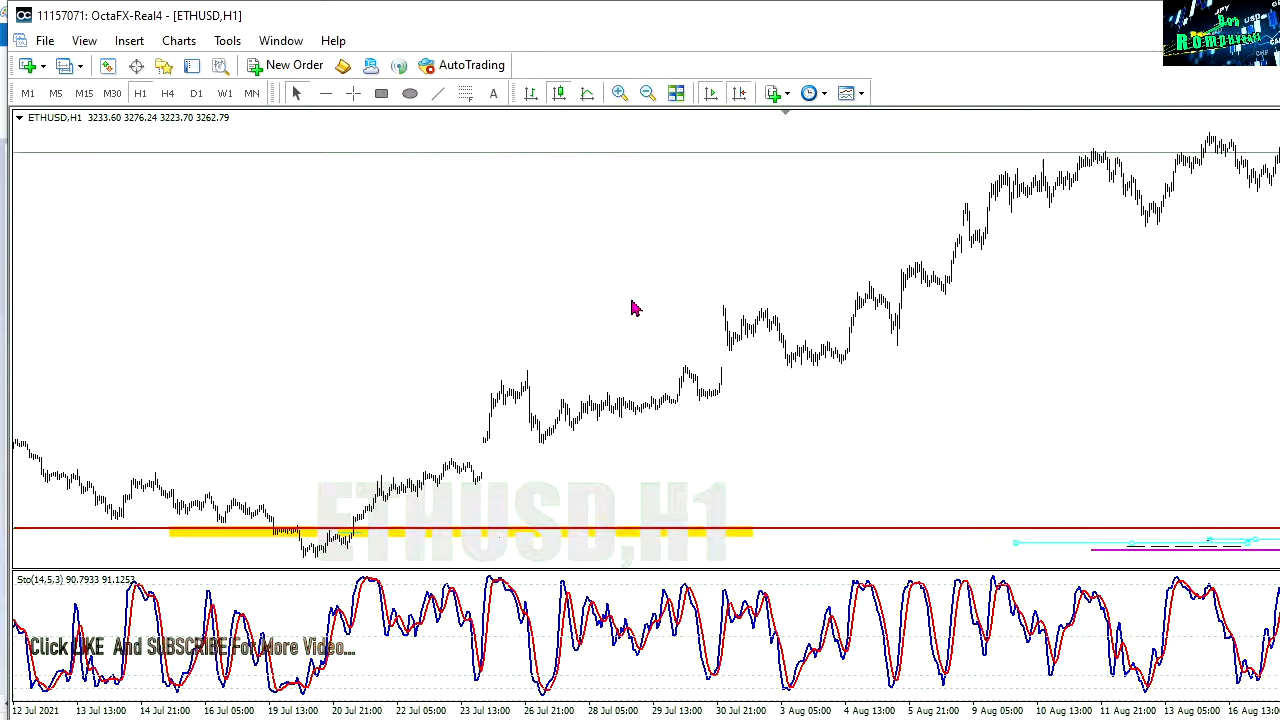 11157071: OctaFX-Real4 - [ETHUSD,H1]
JPY
USD
Bon
Rompuyseri
CHF
File View Insert Charts Tools Window Help
New Order AutoTrading
M1 M5 M15 M30 H1 H4 D1 W1 MN A
ETHUSD,H1 3233.60 3276.24 3223.70 3262.79
ETHUSD,H1
Sto(14,5,3) 90.7933 91.1252
Click LIKE And SUBSCRIBE For More Video...
12 Jul 2021 13 Jul 13:00 14 Jul 21:00 16 Jul 05:00 19 Jul 13:00 20 Jul 21:00 22 Jul 05:00 23 Jul 13:00 26 Jul 21:00 28 Jul 05:00 29 Jul 13:00 30 Jul 21:00 3 Aug 05:00 4 Aug 13:00 5 Aug 21:00 9 Aug 05:00 10 Aug 13:00 11 Aug 21:00 13 Aug 05:00 16 Aug 13:00